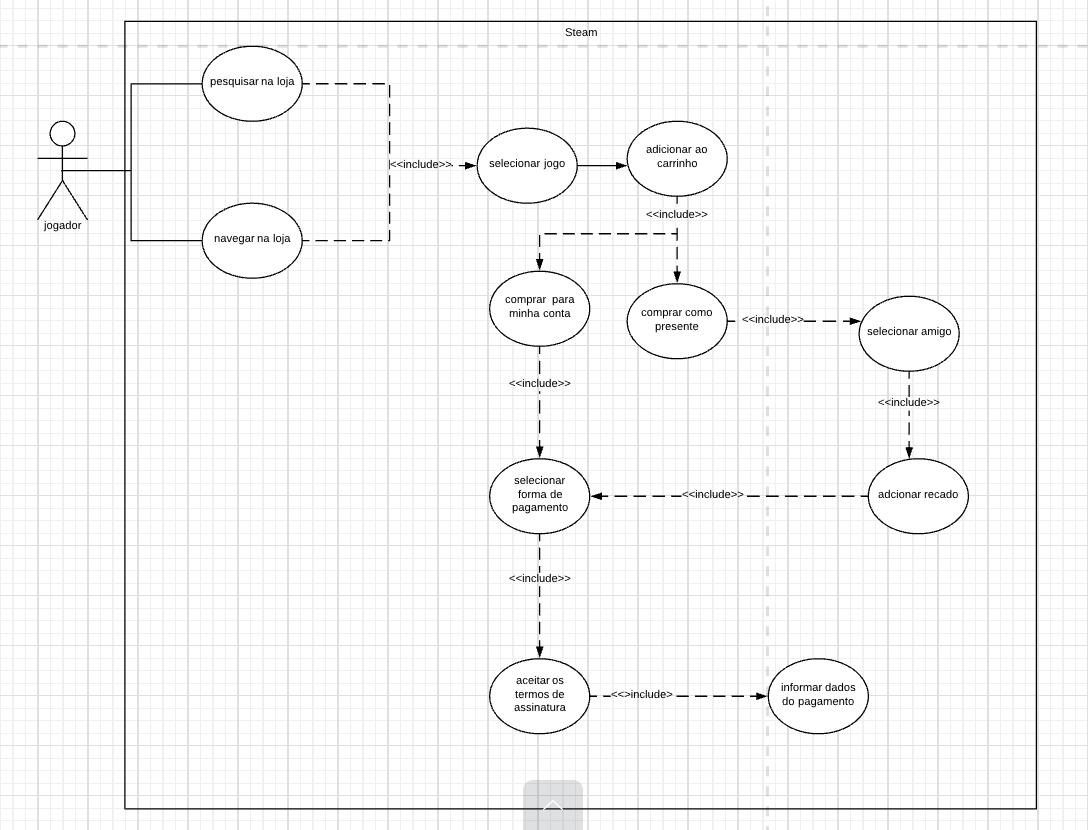 Steam
pesquisar na loja
adicionar ao
carrinho
<<include>>
selecionar jogo
<<include>>
jogador
navegar na loja
comprar para
minha conta
comprar como
presente
<<include>>
selecionar amigo
<<include>>
<<include>>
selecionar
forma de
pagamento
<<include>>
adcionar recado
<<include>>
aceitar os
termos de
assinatura
<<>include>
informar dados
do pagamento